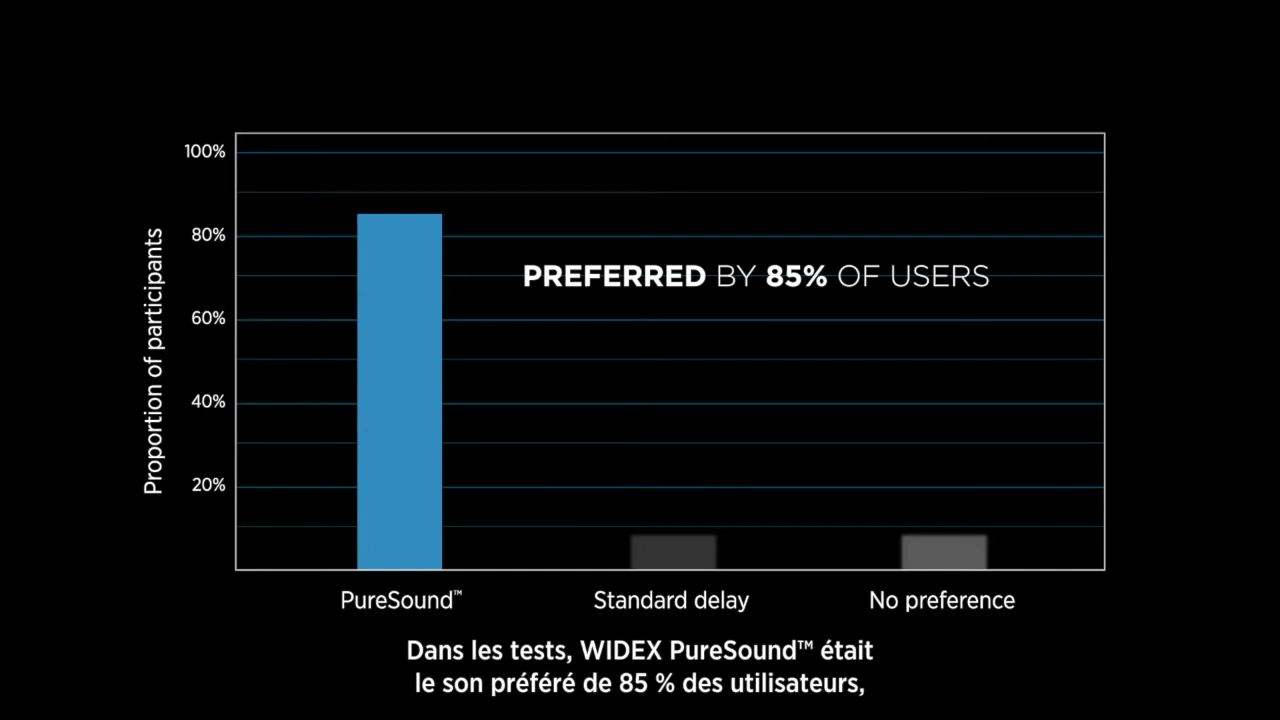 100%
80%
60%
40%
20%
Proportion of participants
PREFERRED BY 85% OF USERS
PureSound™
Standard delay
No preference
Dans les tests, WIDEX PureSound™ était
le son préféré de 85 % des utilisateurs,